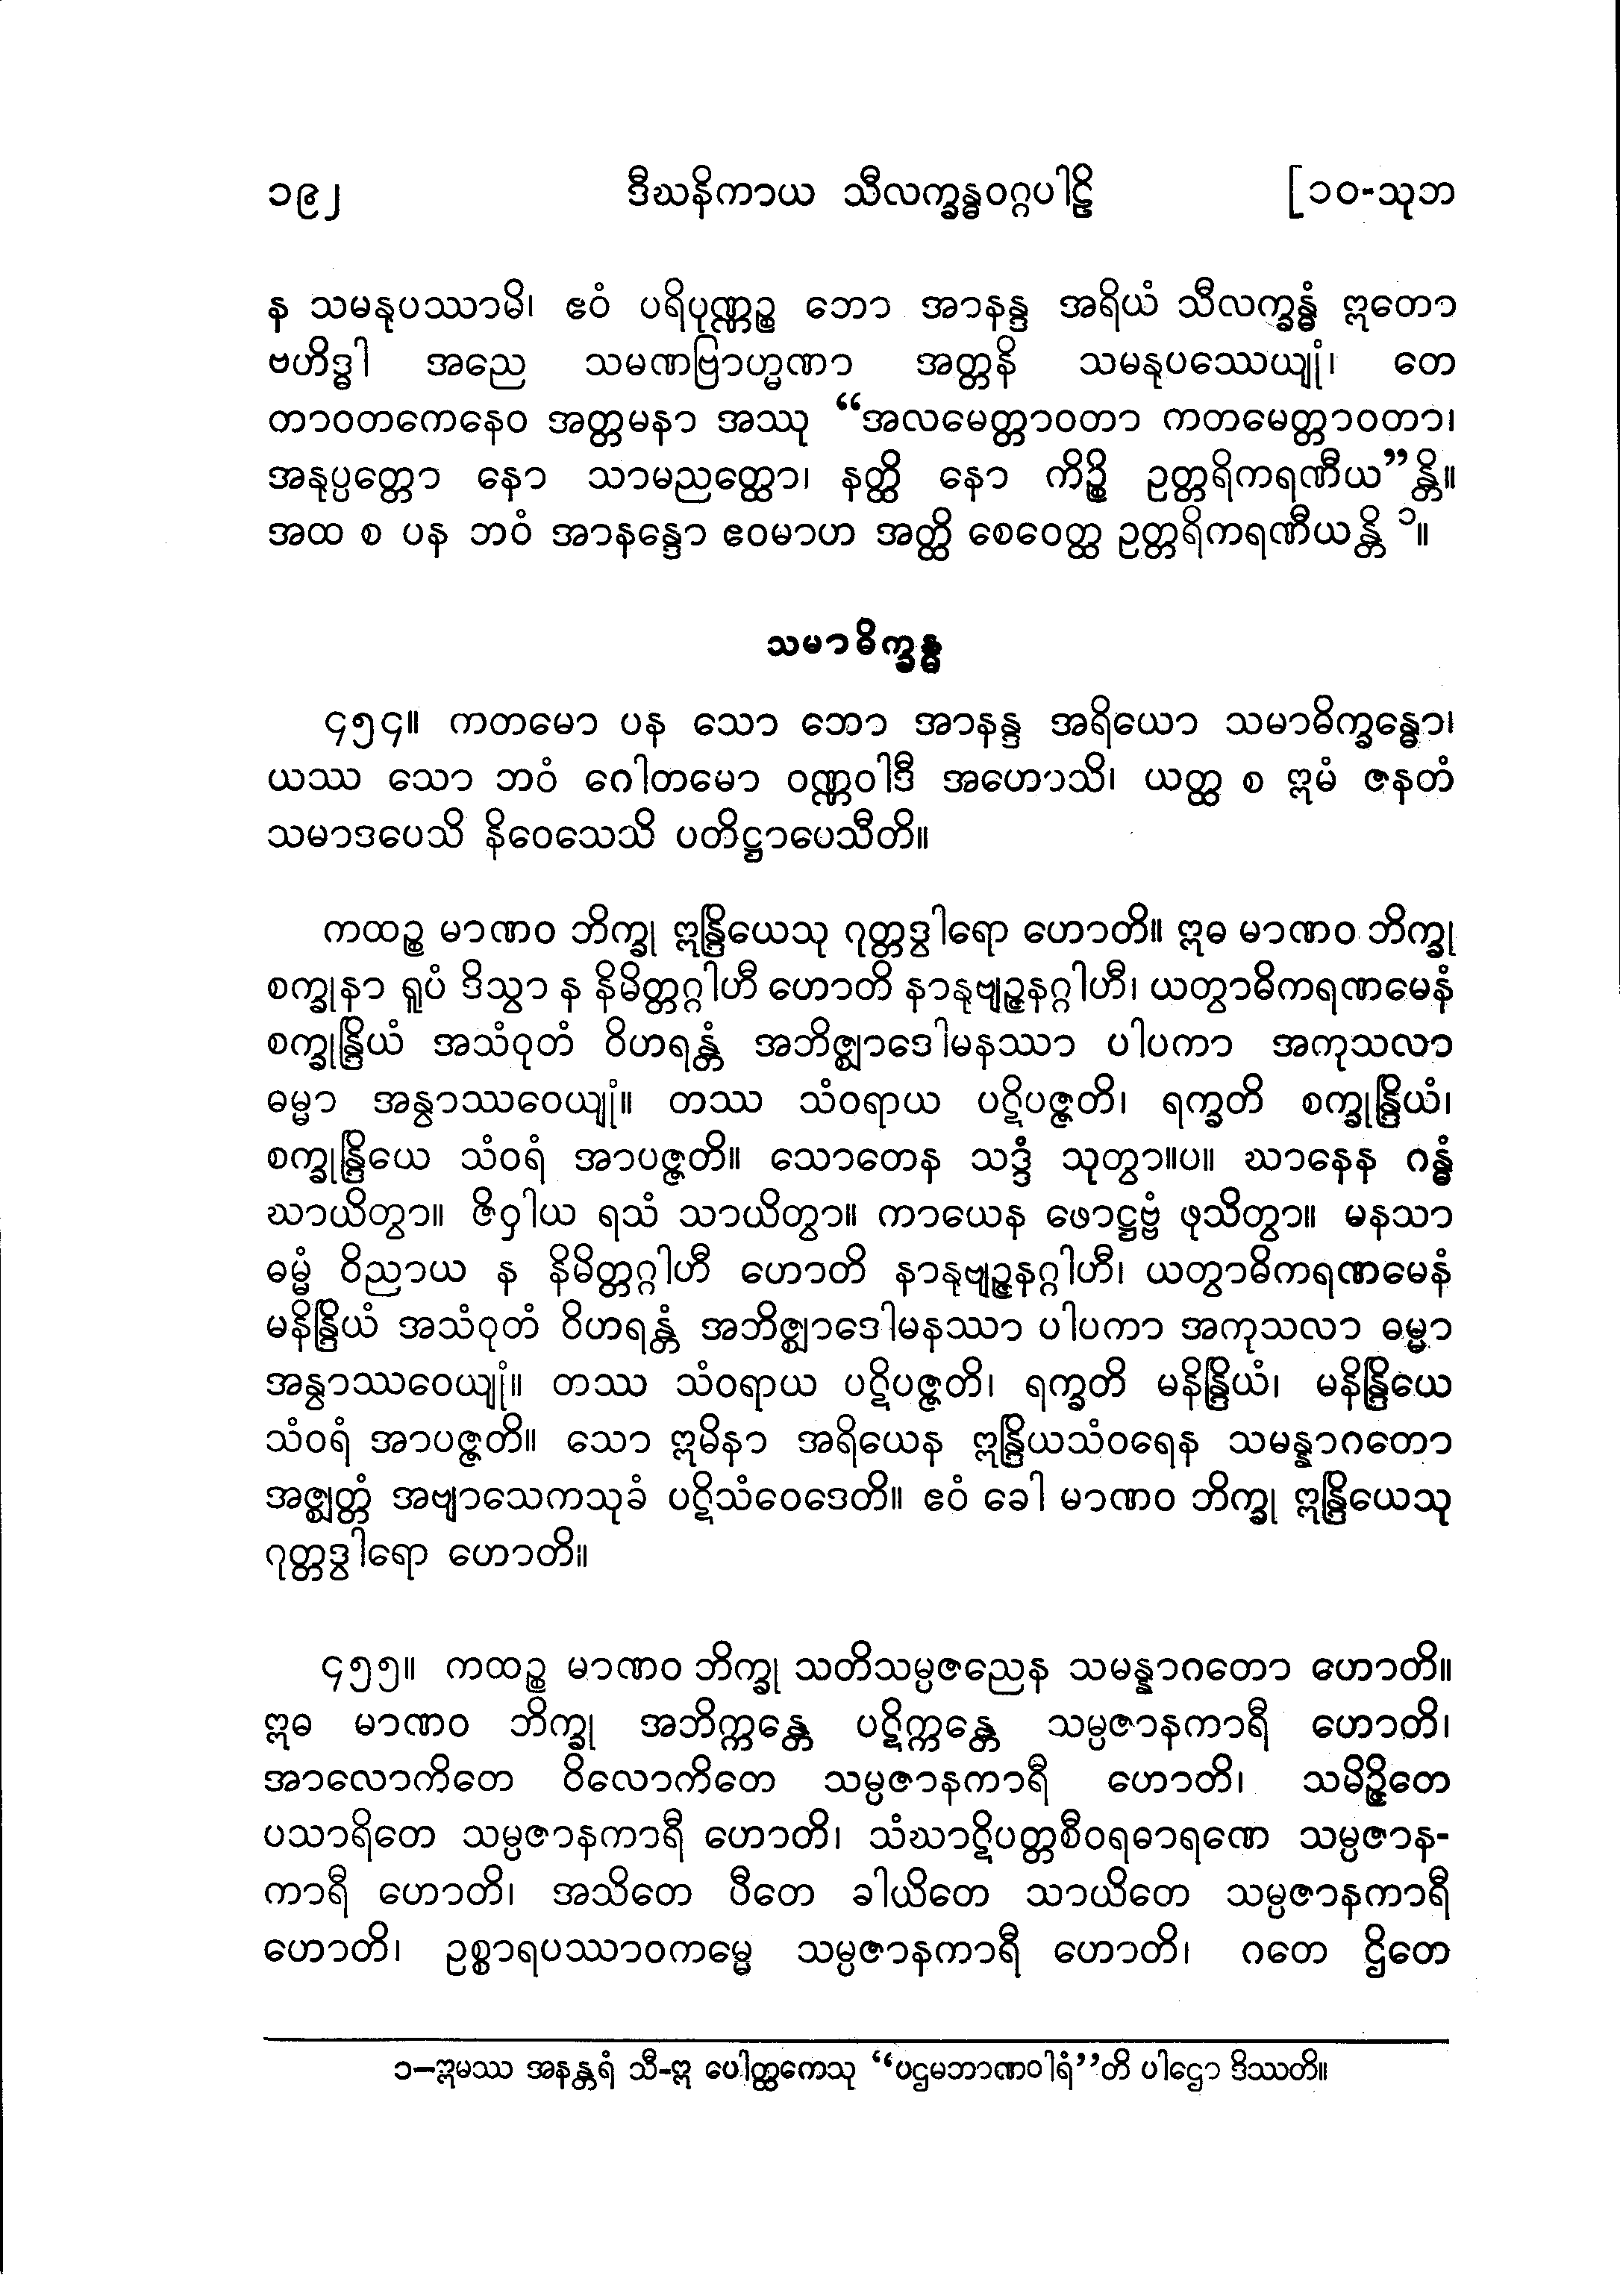 ၁၉၂ ဒီဃနိကာယ သီလက္ခန္ဓဝဂ္ဂပါဠိ [၁၀-သုဘ
န သမနုပဿာမိ၊ ဧဝံ ပရိပုဏ္ဏဉ္စ ဘော အာနန္ဒ အရိယံ သီလက္ခန္ဓံ ဣတော
ဗဟိဒ္ဓါ အညေ သမဏဗြာဟ္မဏာ အတ္တနိ သမနုပဿေယျုံ၊ တေ
တာဝတကေနေဝ အတ္တမနာ အဿု “အလမေတ္တာဝတာ ကတမေတ္တာဝတာ၊
အနုပ္ပတ္တော နော သာမညတ္ထော၊ နတ္ထိ နော ကိဉ္စိ ဥတ္တရိကရဏီယ”န္တိ။
အထ စ ပန ဘဝံ အာနန္ဒော ဧဝမာဟ အတ္ထိ စေဝေတ္ထ ဥတ္တရိကရဏီယန္တိ ၁။
သမာဓိက္ခန္ဓ
၄၅၄။ ကတမော ပန သော ဘော အာနန္ဒ အရိယော သမာဓိက္ခန္ဓော၊
ယဿ သော ဘဝံ ဂေါတမော ဝဏ္ဏဝါဒီ အဟောသိ၊ ယတ္ထ စ ဣမံ ဇနတံ
သမာဒပေသိ နိဝေသေသိ ပတိဋ္ဌာပေသီတိ။
ကထဉ္စ မာဏဝ ဘိက္ခု ဣန္ဒြိယေသု ဂုတ္တဒွါရော ဟောတိ။ ဣဓ မာဏဝ ဘိက္ခု
စက္ခုနာ ရူပံ ဒိသွာ န နိမိတ္တဂ္ဂါဟီ ဟောတိ နာနုဗျဉ္ဇနဂ္ဂါဟီ၊ ယတွာဓိကရဏမေနံ
စက္ခုန္ဒြိယံ အသံဝုတံ ဝိဟရန္တံ အဘိဇ္ဈာဒေါမနဿာ ပါပကာ အကုသလာ
ဓမ္မာ အနွာဿဝေယျုံ။ တဿ သံဝရာယ ပဋိပဇ္ဇတိ၊ ရက္ခတိ စက္ခုန္ဒြိယံ၊
စက္ခုန္ဒြိယေ သံဝရံ အာပဇ္ဇတိ။ သောတေန သဒ္ဒံ သုတွာ။ပ။ ဃာနေန ဂန္ဓံ
ဃာယိတွာ။ ဇိဝှါယ ရသံ သာယိတွာ။ ကာယေန ဖောဋ္ဌဗ္ဗံ ဖုသိတွာ။ မနသာ
ဓမ္မံ ဝိညာယ န နိမိတ္တဂ္ဂါဟီ ဟောတိ နာနုဗျဉ္ဇနဂ္ဂါဟီ၊ ယတွာဓိကရဏမေနံ
မနိန္ဒြိယံ အသံဝုတံ ဝိဟရန္တံ အဘိဇ္ဈာဒေါမနဿာ ပါပကာ အကုသလာ ဓမ္မာ
အနွာဿဝေယျုံ။ တဿ သံဝရာယ ပဋိပဇ္ဇတိ၊ ရက္ခတိ မနိန္ဒြိယံ၊ မနိန္ဒြိယေ
သံဝရံ အာပဇ္ဇတိ။ သော ဣမိနာ အရိယေန ဣန္ဒြိယသံဝရေန သမန္နာဂတော
အဇ္ဈတ္တံ အဗျာသေကသုခံ ပဋိသံဝေဒေတိ။ ဧဝံ ခေါ မာဏဝ ဘိက္ခု ဣန္ဒြိယေသု
ဂုတ္တဒွါရော ဟောတိ။
၄၅၅။ ကထဉ္စ မာဏဝ ဘိက္ခု သတိသမ္ပဇညေန သမန္နာဂတော ဟောတိ။
ဣဓ မာဏဝ ဘိက္ခု အဘိက္ကန္တေ ပဋိက္ကန္တေ သမ္ပဇာနကာရီ ဟောတိ၊
အာလောကိတေ ဝိလောကိတေ သမ္ပဇာနကာရီ ဟောတိ၊ သမိဉ္ဇိတေ
ပသာရိတေ သမ္ပဇာနကာရီ ဟောတိ၊ သံဃာဋိပတ္တစီဝရဓာရဏေ သမ္ပဇာန-
ကာရီ ဟောတိ၊ အသိတေ ပီတေ ခါယိတေ သာယိတေ သမ္ပဇာနကာရီ
ဟောတိ၊ ဥစ္စာရပဿာဝကမ္မေ သမ္ပဇာနကာရီ ဟောတိ၊ ဂတေ ဌိတေ
၁–ဣမဿ အနန္တရံ သီ-ဣ ပေါတ္ထကေသု “ပဌမဘာဏဝါရံ”တိ ပါဌော ဒိဿတိ။